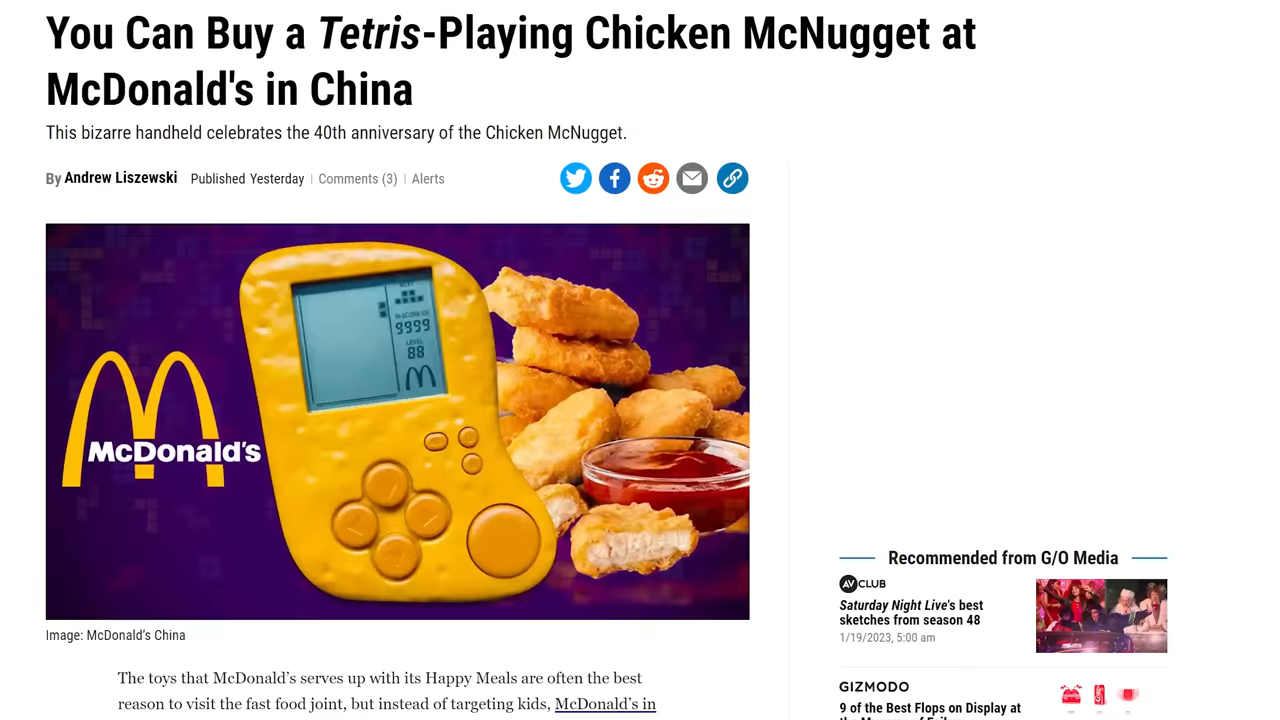 You Can Buy a Tetris-Playing Chicken McNugget at
McDonald's in China
This bizarre handheld celebrates the 40th anniversary of the Chicken McNugget.
By Andrew Liszewski Published Yesterday | Comments (3) | Alerts
McDonald's
NEXT
HI-SCORE
9999
LEVEL
88
Image: McDonald's China
The toys that McDonald's serves up with its Happy Meals are often the best
reason to visit the fast food joint, but instead of targeting kids, McDonald's in
Recommended from G/O Media
AV CLUB
Saturday Night Live's best
sketches from season 48
1/19/2023, 5:00 am
GIZMODO
9 of the Best Flops on Display at